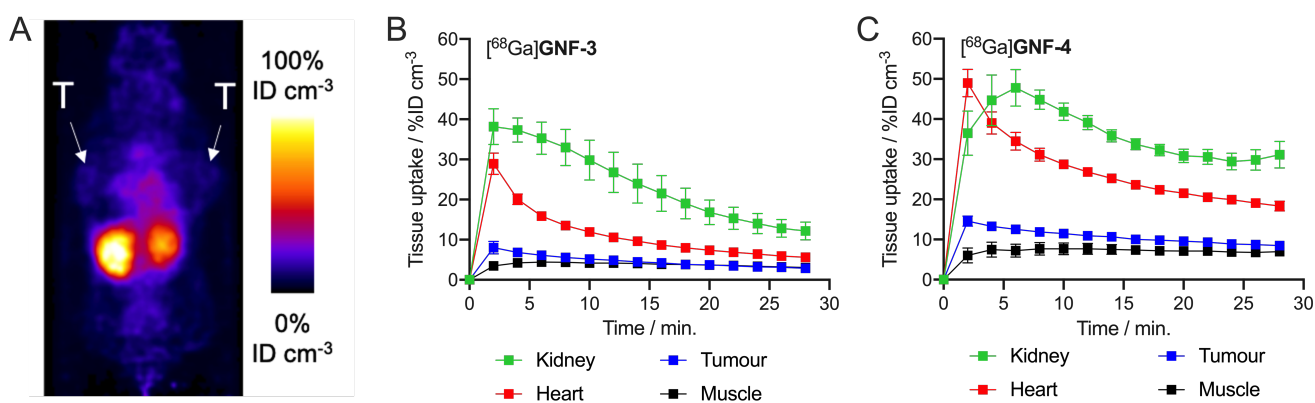 A
T
T
100%
ID cm-3
0%
ID cm-3
B
[68Ga]GNF-3
Tissue uptake / %ID cm-3
60
50
40
30
20
10
0
0
5
10
15
20
25
30
Time / min.
Kidney
Tumour
Heart
Muscle
C
[68Ga]GNF-4
Tissue uptake / %ID cm-3
60
50
40
30
20
10
0
0
5
10
15
20
25
30
Time / min.
Kidney
Tumour
Heart
Muscle